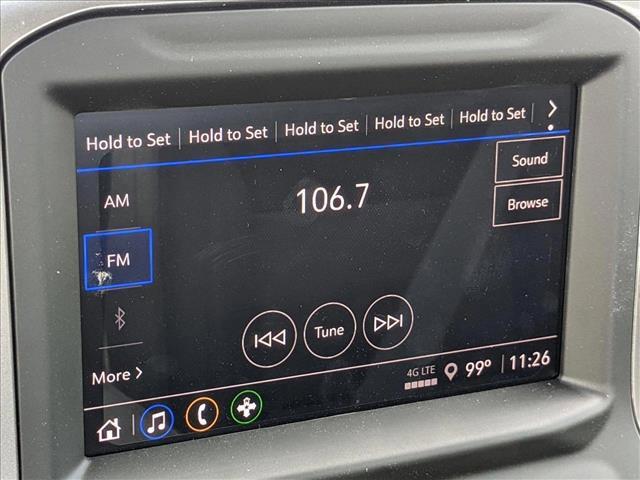 Hold to Set Hold to Set Hold to Set Hold to Set Hold to Set
Sound
AM
106.7
Browse
FM
Tune
More
4G LTE
99° 11:26